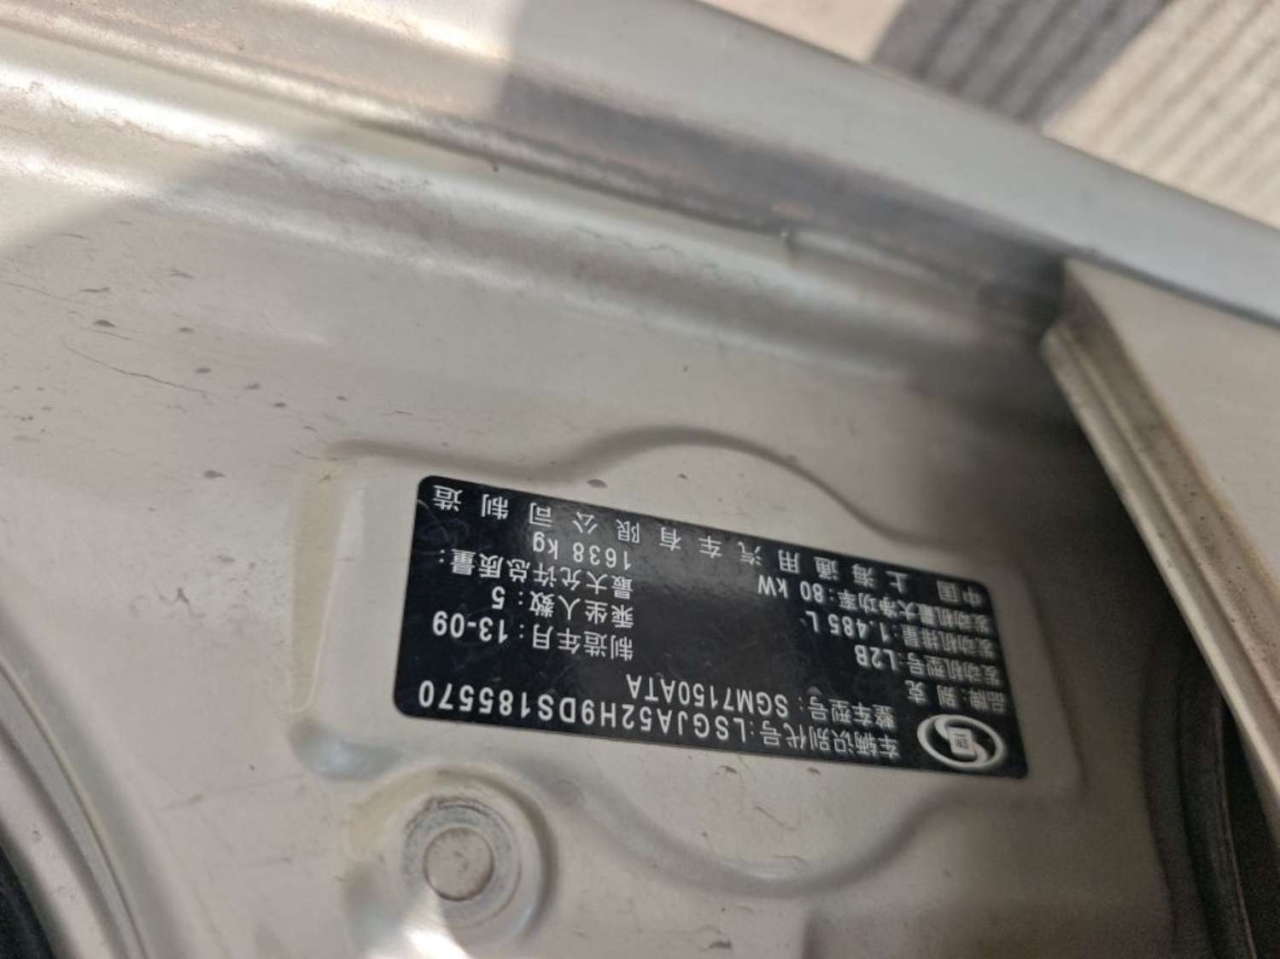 车辆识别代号:LSGJA52H9DS185570
整车型号: SGM7150ATA
品牌: 别 克
发动机型号:L2B
制造年月: 13-09
发动机排量:1.485 L
乘坐人数: 5
发动机最大净功率:80 kW
最大允许总质量:
1638 kg
中国 上海通用汽车有限公司制造